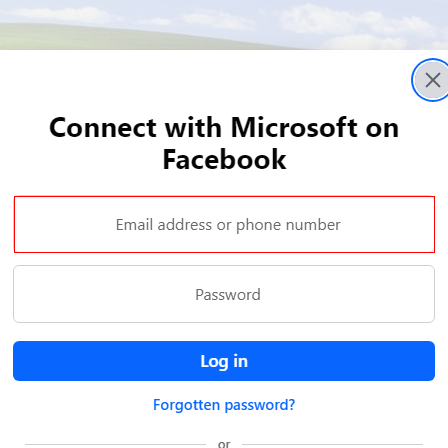 Connect with Microsoft on
Facebook
Email address or phone number
Password
Log in
Forgotten password?
or